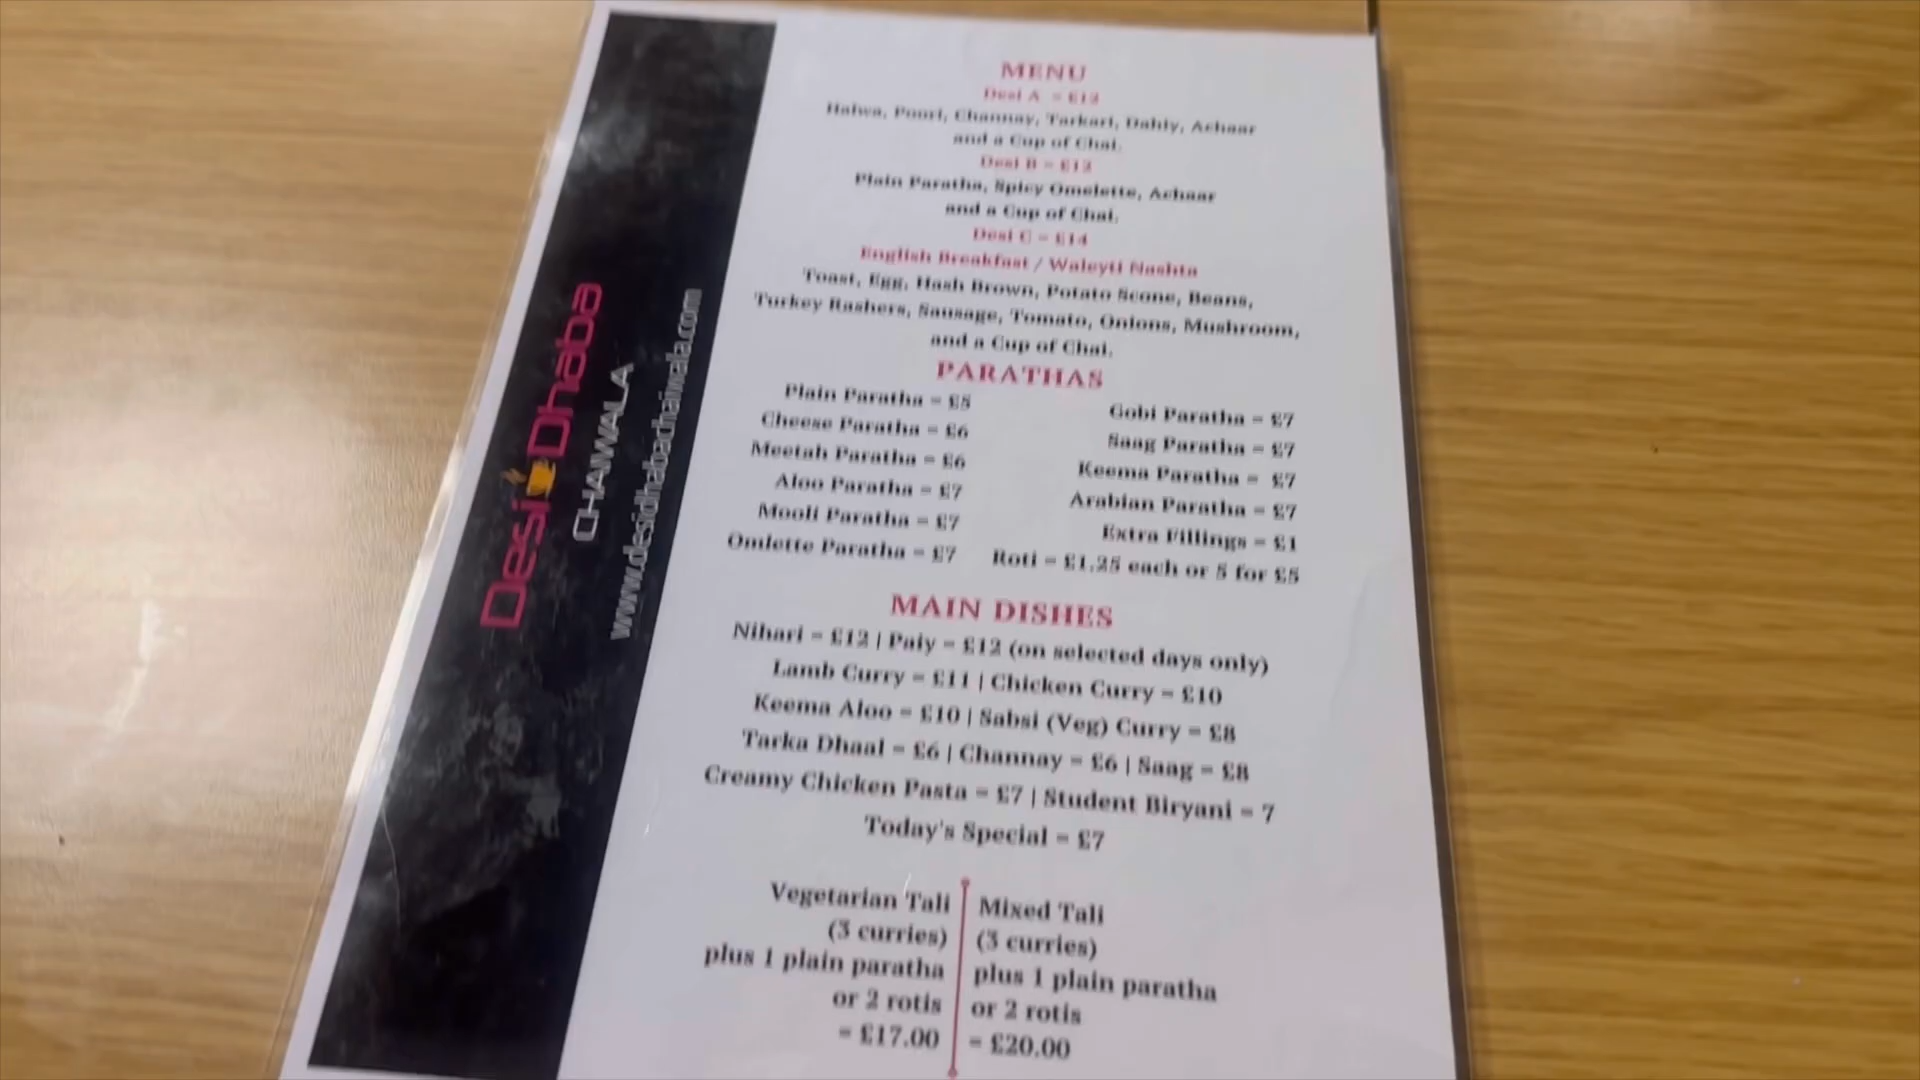 Desi Dhaba
CHAIWALA
www.desidhabachaiwala.com
MENU
Desi A = £12
Halwa, Poori, Channay, Tarkari, Dahiy, Achaar
and a Cup of Chai.
Desi B = £12
Plain Paratha, Spicy Omelette, Achaar
and a Cup of Chai.
Desi C = £14
English Breakfast / Waleyti Nashta
Toast, Egg, Hash Brown, Potato Scone, Beans,
Turkey Rashers, Sausage, Tomato, Onions, Mushroom,
and a Cup of Chai.
PARATHAS
Plain Paratha = £5
Cheese Paratha = £6
Meetah Paratha = £6
Aloo Paratha = £7
Mooli Paratha = £7
Omlette Paratha = £7
Gobi Paratha = £7
Saag Paratha = £7
Keema Paratha = £7
Arabian Paratha = £7
Extra Fillings = £1
Roti = £1.25 each or 5 for £5
MAIN DISHES
Nihari = £12 | Paiy = £12 (on selected days only)
Lamb Curry = £11 | Chicken Curry = £10
Keema Aloo = £10 | Sabsi (Veg) Curry = £8
Tarka Dhaal = £6 | Channay = £6 | Saag = £8
Creamy Chicken Pasta = £7 | Student Biryani = 7
Today's Special = £7
Vegetarian Tali
(3 curries)
plus 1 plain paratha
or 2 rotis
= £17.00
Mixed Tali
(3 curries)
plus 1 plain paratha
or 2 rotis
= £20.00